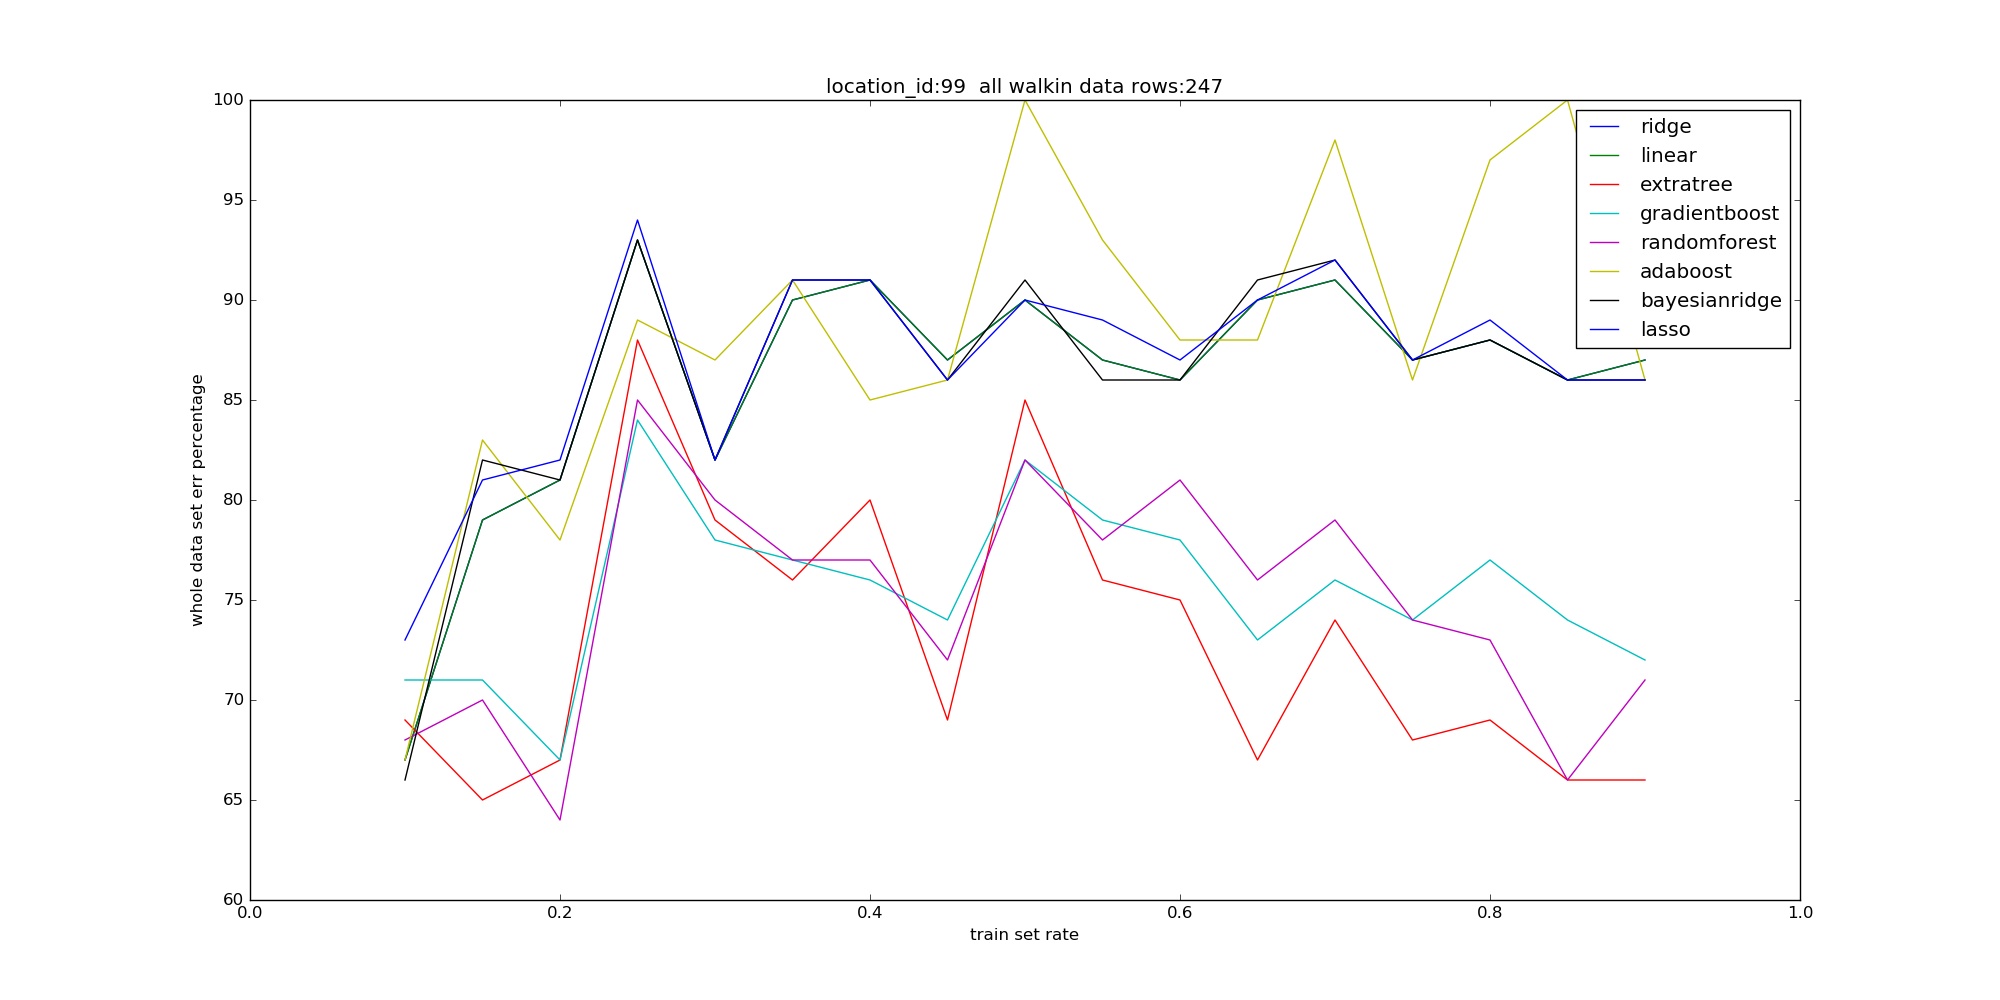 location_id:99  all walkin data rows:247
100
95
90
85
80
75
70
65
60
whole data set err percentage
ridge
linear
extratree
gradientboost
randomforest
adaboost
bayesianridge
lasso
0.0 0.2 0.4 0.6 0.8 1.0
train set rate